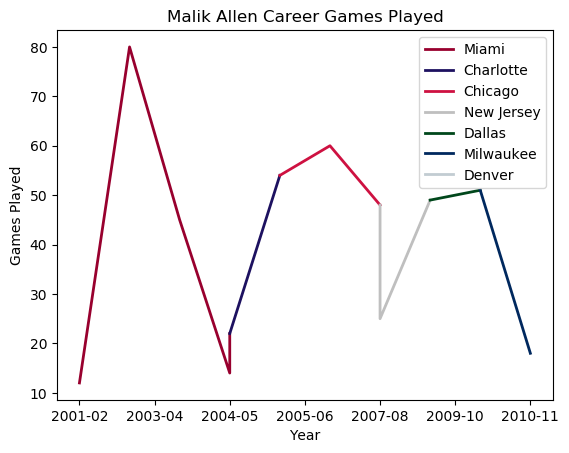 Malik Allen Career Games Played
Miami
Charlotte
Chicago
New Jersey
Dallas
Milwaukee
Denver
80
70
60
50
40
30
20
10
Games Played
2001-02 2003-04 2004-05 2005-06 2007-08 2009-10 2010-11
Year